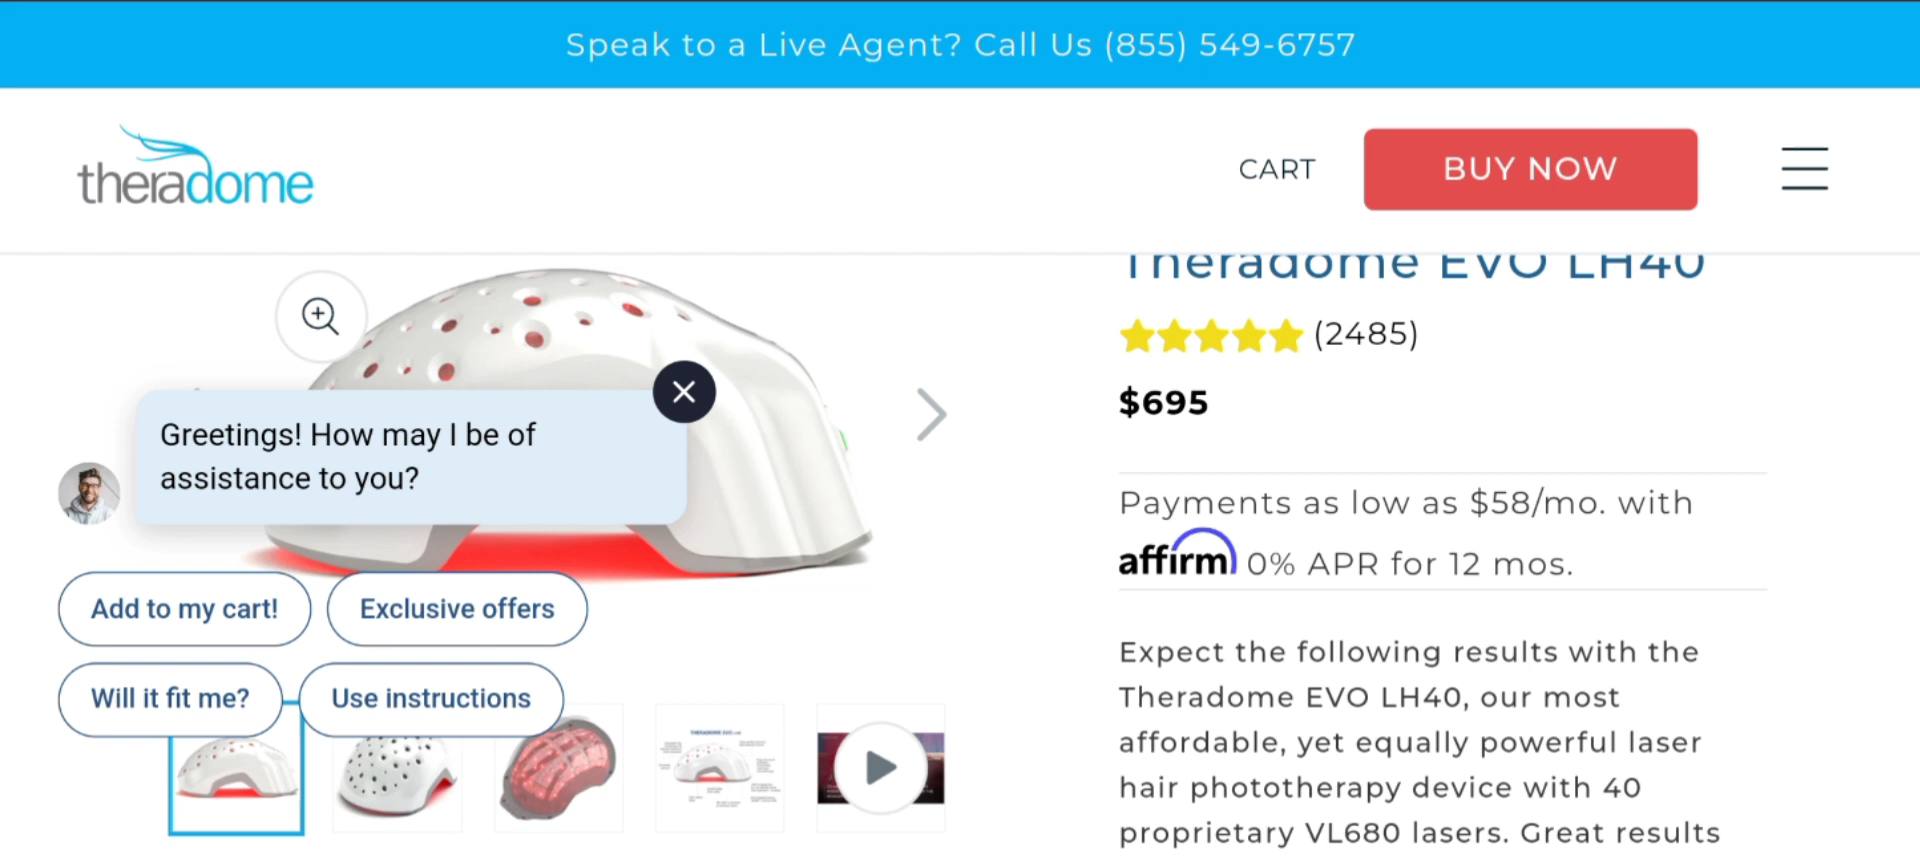 Speak to a Live Agent? Call Us (855) 549-6757
theradome
CART
BUY NOW
Theradome EVO LH40
(2485)
$695
Payments as low as $58/mo. with
affirm 0% APR for 12 mos.
Expect the following results with the
Theradome EVO LH40, our most
affordable, yet equally powerful laser
hair phototherapy device with 40
proprietary VL680 lasers. Great results
Greetings! How may I be of
assistance to you?
Add to my cart!
Exclusive offers
Will it fit me?
Use instructions